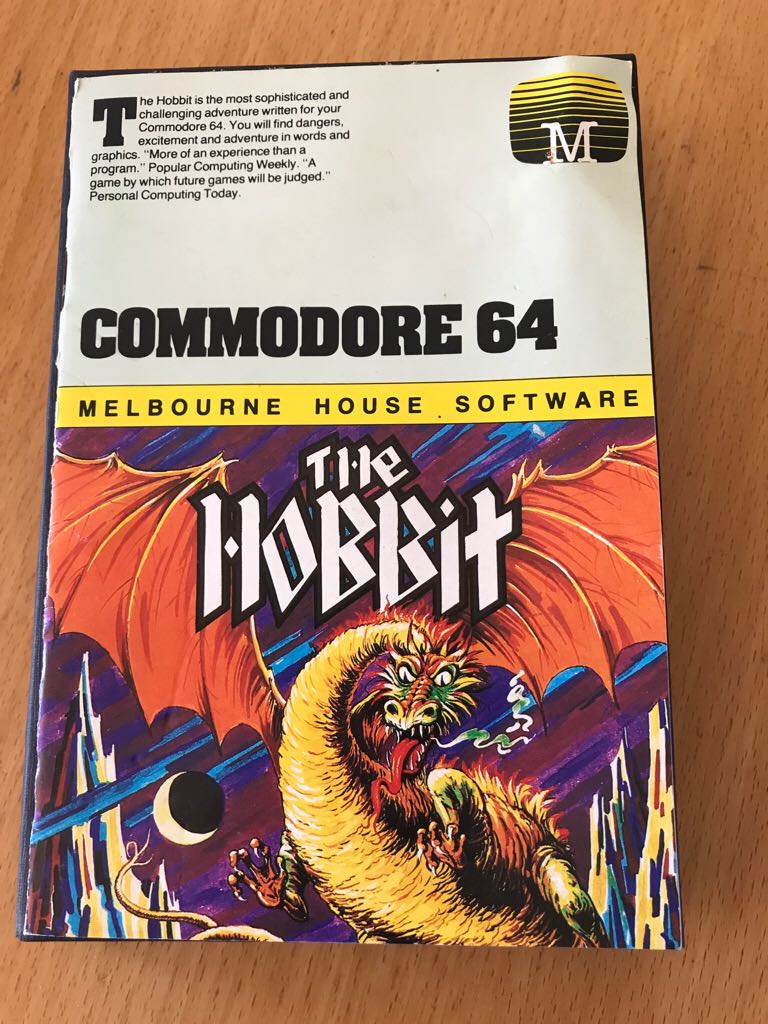 The Hobbit is the most sophisticated and
challenging adventure written for your
Commodore 64. You will find dangers,
excitement and adventure in words and
graphics. "More of an experience than a
program." Popular Computing Weekly. "A
game by which future games will be judged."
Personal Computing Today.
M
COMMODORE 64
MELBOURNE HOUSE SOFTWARE
THE
HOBBIT